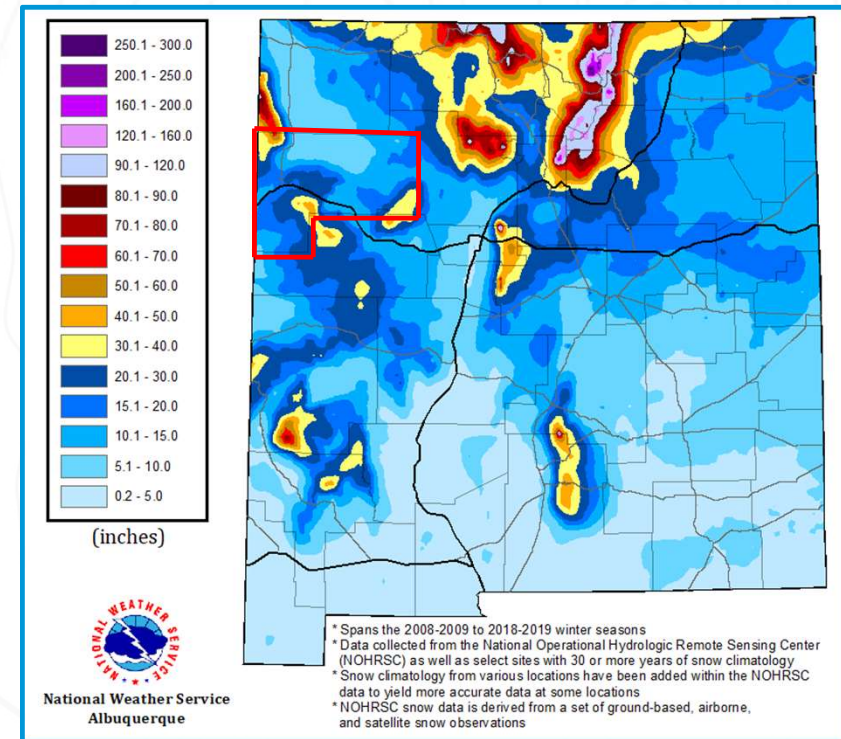 250.1 - 300.0
200.1 - 250.0
160.1 - 200.0
120.1 - 160.0
90.1 - 120.0
80.1 - 90.0
70.1 - 80.0
60.1 - 70.0
50.1 - 60.0
40.1 - 50.0
30.1 - 40.0
20.1 - 30.0
15.1 - 20.0
10.1 - 15.0
5.1 - 10.0
0.2 - 5.0
(inches)
NATIONAL WEATHER SERVICE
National Weather Service
Albuquerque
* Spans the 2008-2009 to 2018-2019 winter seasons
* Data collected from the National Operational Hydrologic Remote Sensing Center
(NOHRSC) as well as select sites with 30 or more years of snow climatology
* Snow climatology from various locations have been added within the NOHRSC
data to yield more accurate data at some locations
* NOHRSC snow data is derived from a set of ground-based, airborne,
and satellite snow observations